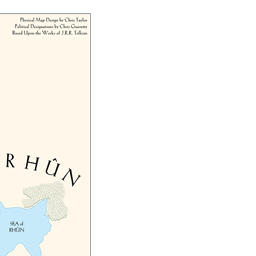 Physical Map Design by Chris Taylor
Political Designations by Chris Guerette
Based Upon the Works of J.R.R. Tolkien
RHÛN
SEA of
RHÛN